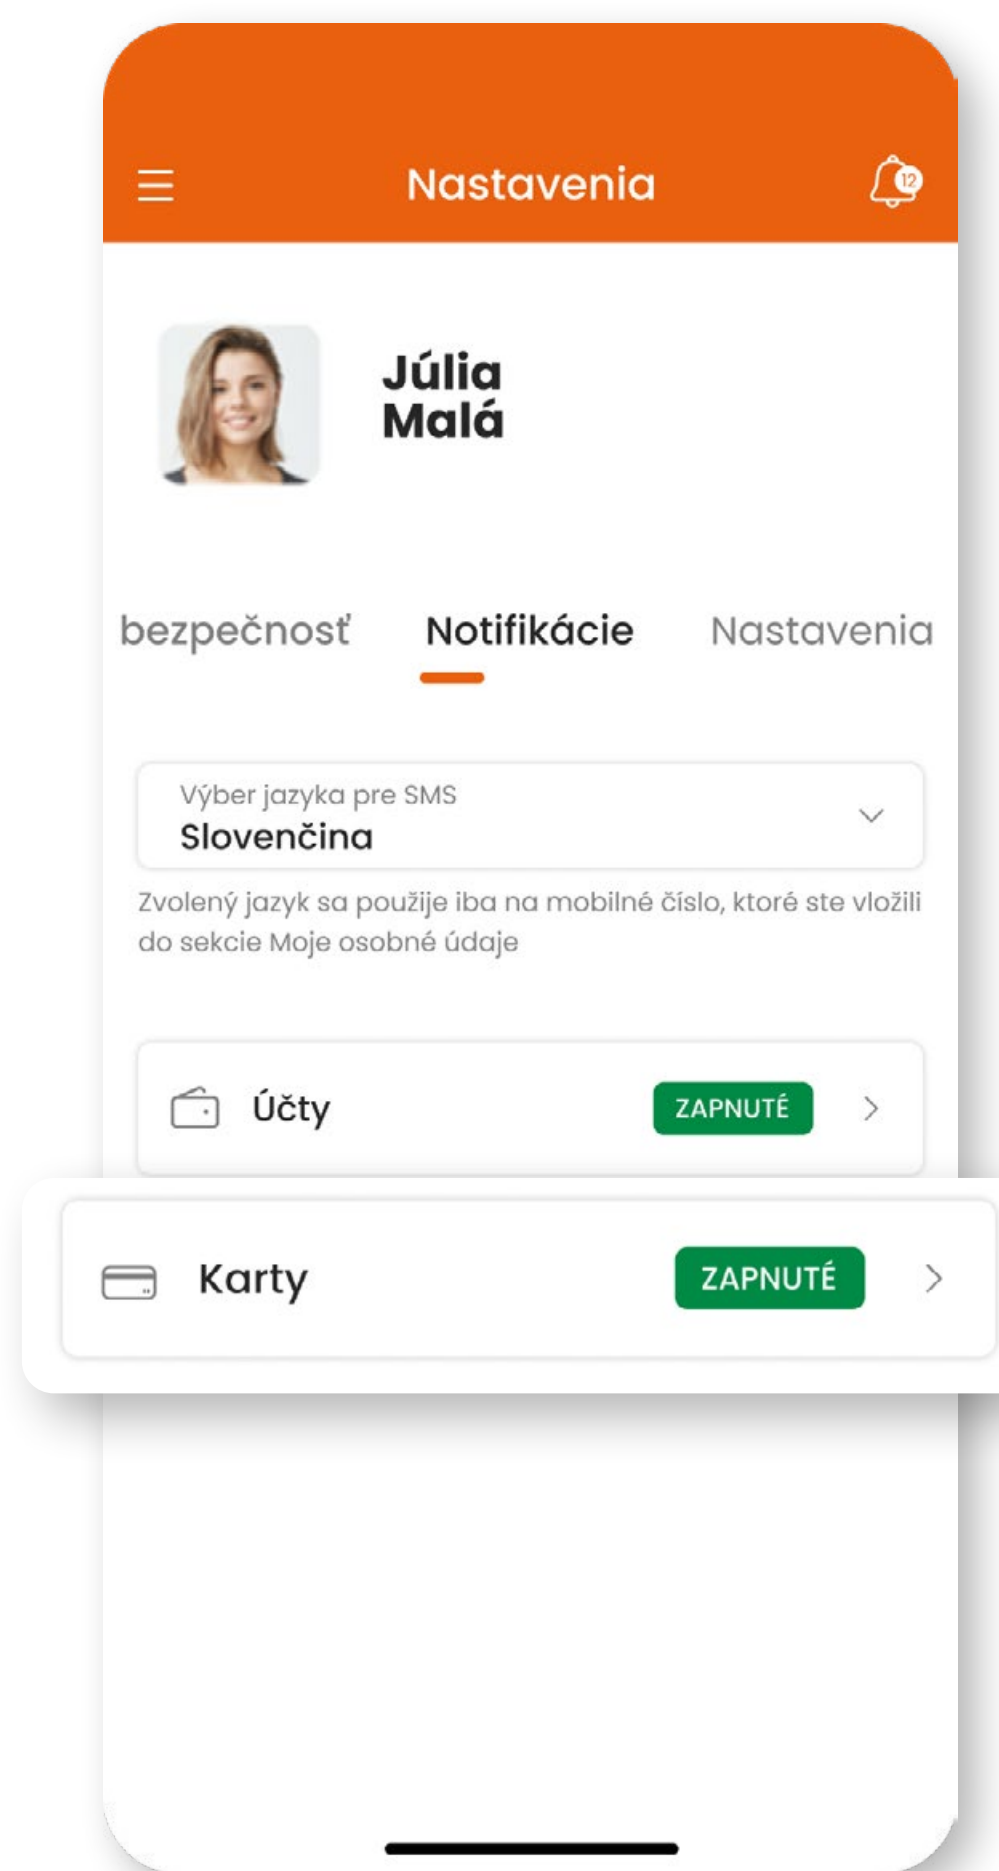 Nastavenia
12
Júlia
Malá
bezpečnosť Notifikácie Nastavenia
Výber jazyka pre SMS
Slovenčina
Zvolený jazyk sa použije iba na mobilné číslo, ktoré ste vložili
do sekcie Moje osobné údaje
Účty ZAPNUTÉ
Karty ZAPNUTÉ